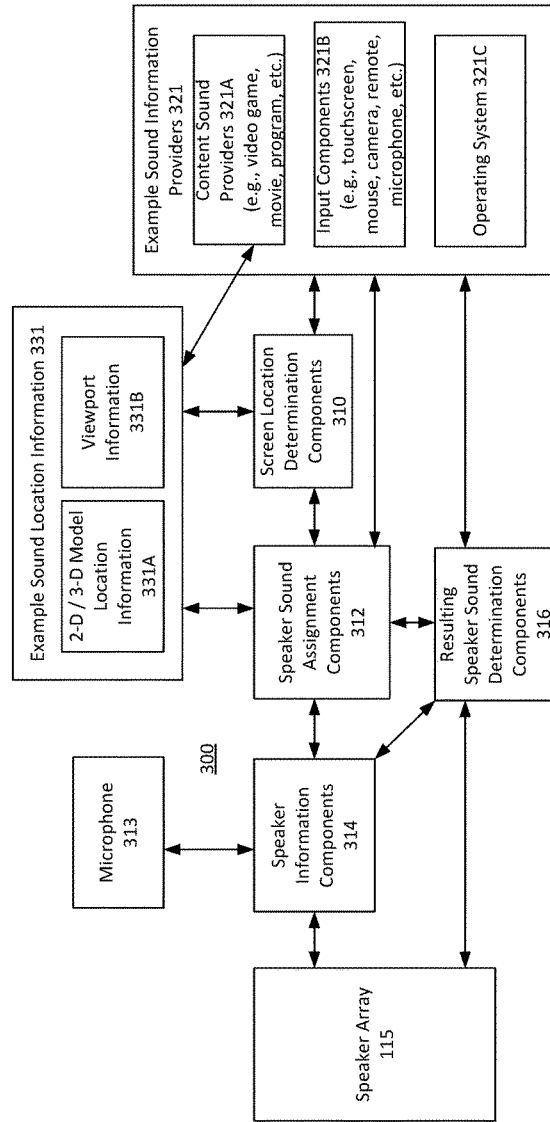 Example Sound Information
Providers 321
Content Sound
Providers 321A
(e.g., video game,
movie, program, etc.)
Input Components 321B
(e.g., touchscreen,
mouse, camera, remote,
microphone, etc.)
Operating System 321C
Example Sound Location Information 331
2-D / 3-D Model
Location
Information
331A
Viewport
Information
331B
Screen Location
Determination
Components
310
Microphone
313
300
Speaker Sound
Assignment
Components
312
Speaker
Information
Components
314
Resulting
Speaker Sound
Determination
Components
316
Speaker Array
115